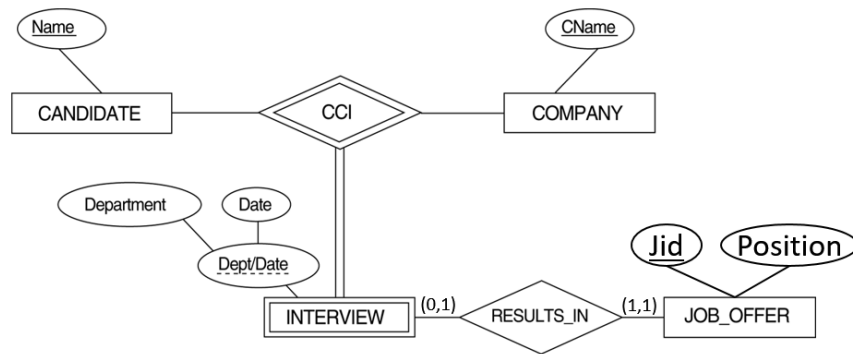 Name
CName
CANDIDATE
CCI
COMPANY
Department
Date
Dept/Date
Jid
Position
INTERVIEW
(0,1)
RESULTS_IN
(1,1)
JOB_OFFER